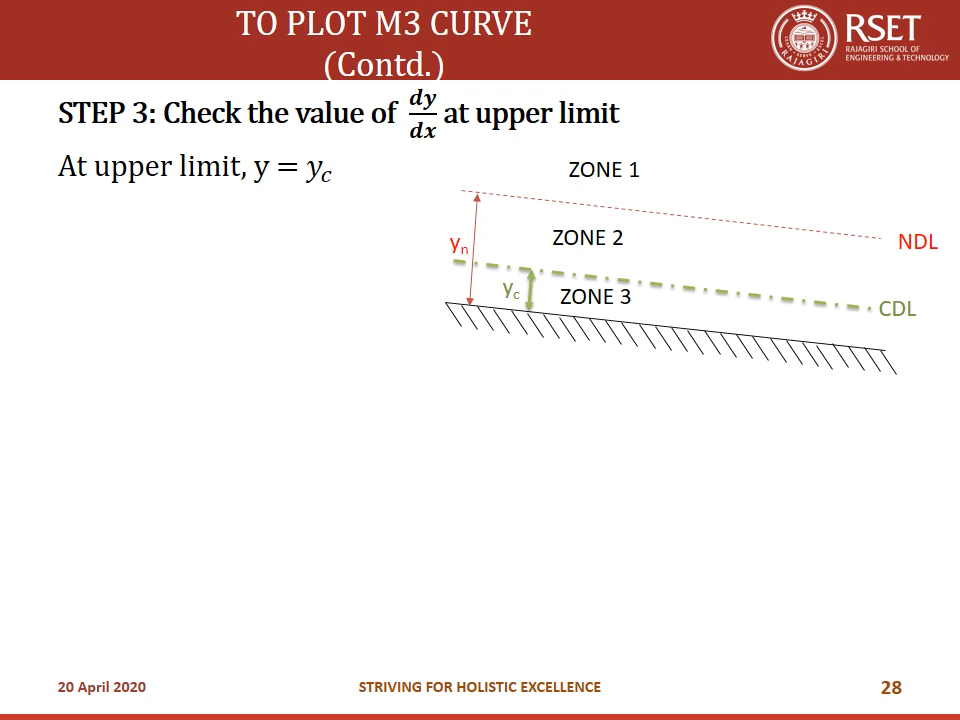 TO PLOT M3 CURVE
(Contd.)
RSET
RAJAGIRI SCHOOL OF
ENGINEERING & TECHNOLOGY
RAJAGIRI
STEP 3: Check the value of dy/dx at upper limit
At upper limit, y = y_c
ZONE 1
ZONE 2
NDL
y_n
y_c
ZONE 3
CDL
20 April 2020
STRIVING FOR HOLISTIC EXCELLENCE
28